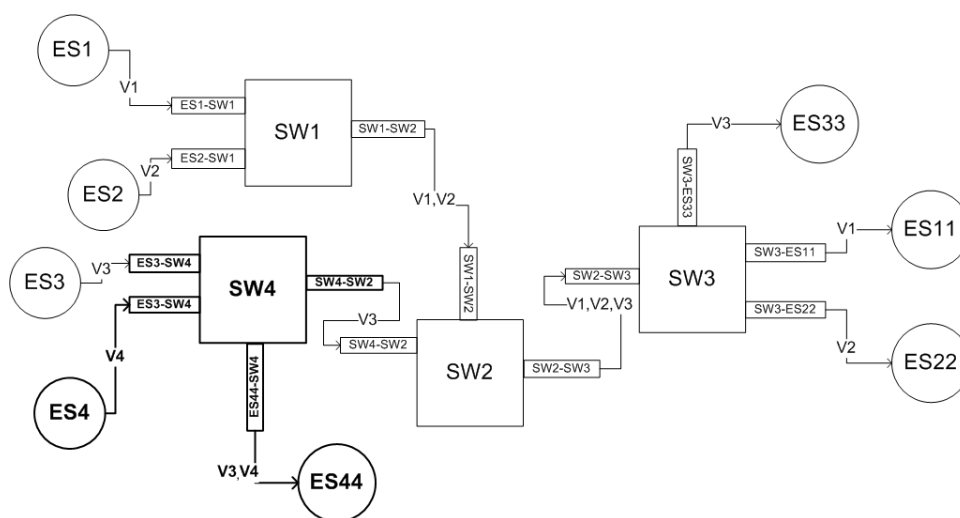 ES1
V1
ES1-SW1
SW1
SW1-SW2
ES2-SW1
V2
ES2
V1,V2
SW1-SW2
V3
ES33
SW3-ES33
ES3
V3
ES3-SW4
ES3-SW4
SW4
SW4-SW2
V3
SW4-SW2
V4
ES4
ES44-SW4
V3,V4
ES44
SW2
SW2-SW3
SW2-SW3
V1,V2,V3
SW3
SW3-ES11
V1
ES11
SW3-ES22
V2
ES22